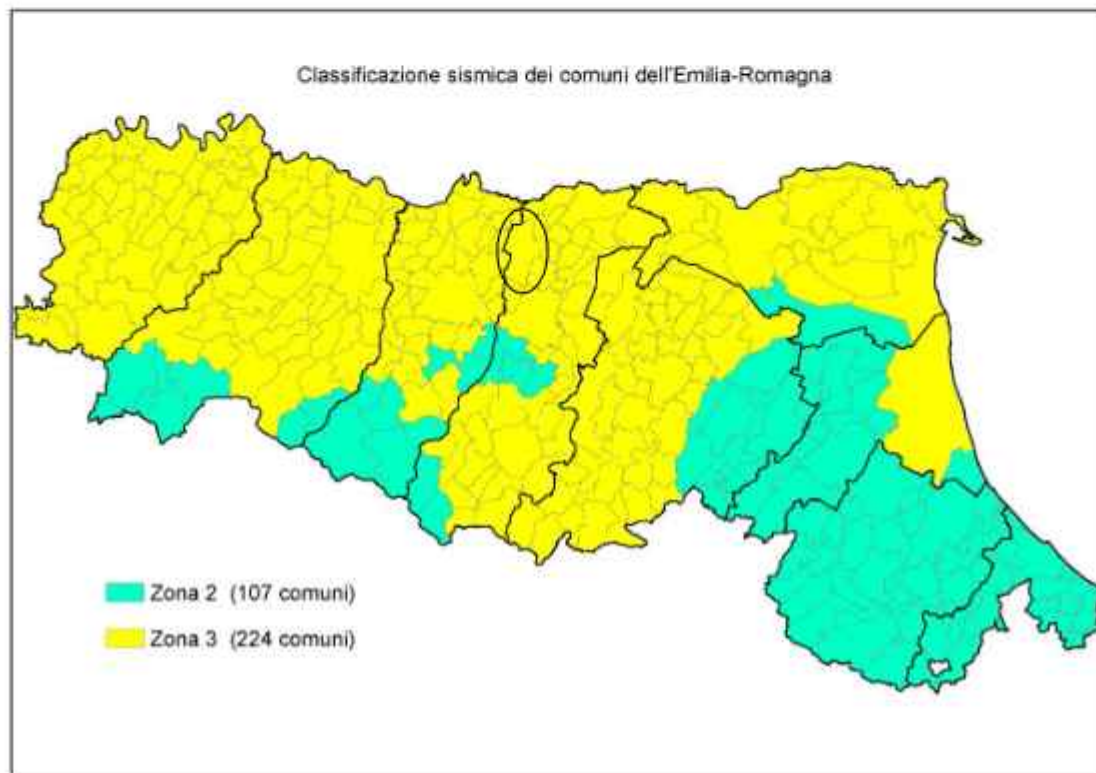 Classificazione sismica dei comuni dell'Emilia-Romagna
Zona 2 (107 comuni)
Zona 3 (224 comuni)